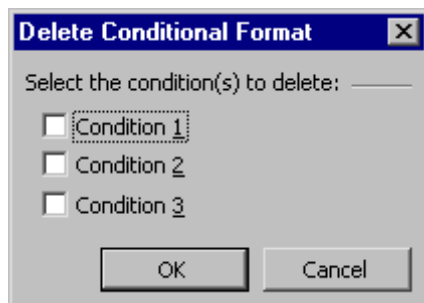 Delete Conditional Format
Select the condition(s) to delete:
Condition 1
Condition 2
Condition 3
OK Cancel